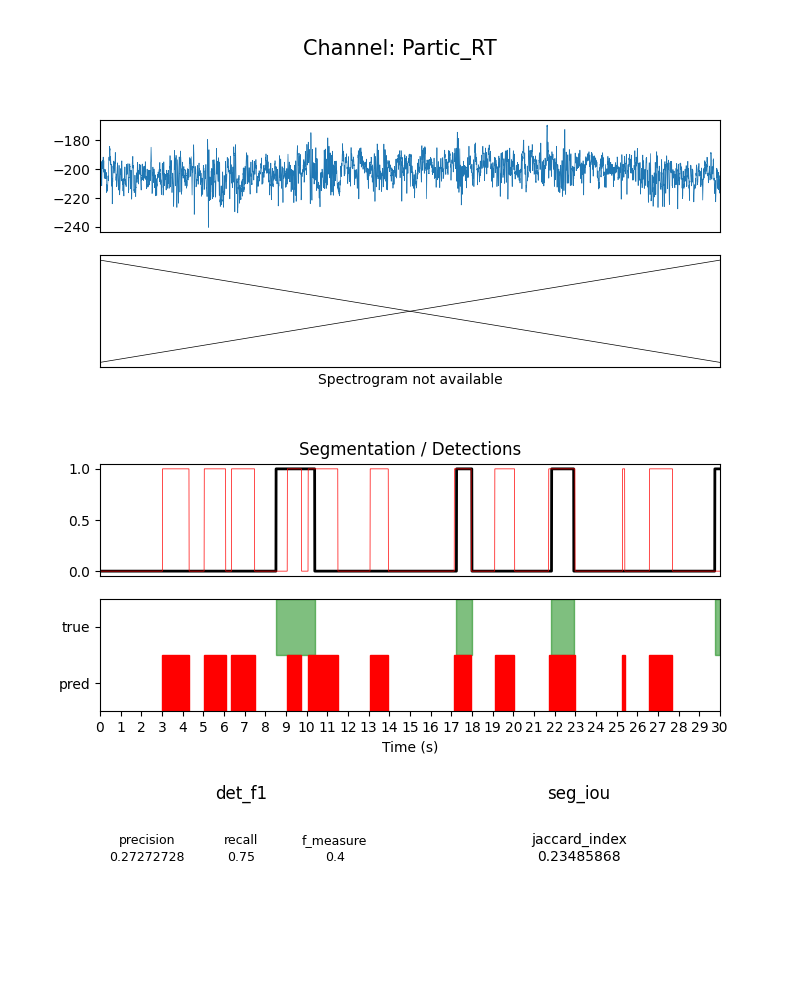 Channel: Partic_RT
−180
−200
−220
−240
Spectrogram not available
Segmentation / Detections
1.0
0.5
0.0
true
pred
0 1 2 3 4 5 6 7 8 9 10 11 12 13 14 15 16 17 18 19 20 21 22 23 24 25 26 27 28 29 30
Time (s)
det_f1 seg_iou
precision recall f_measure jaccard_index
0.27272728 0.75 0.4 0.23485868